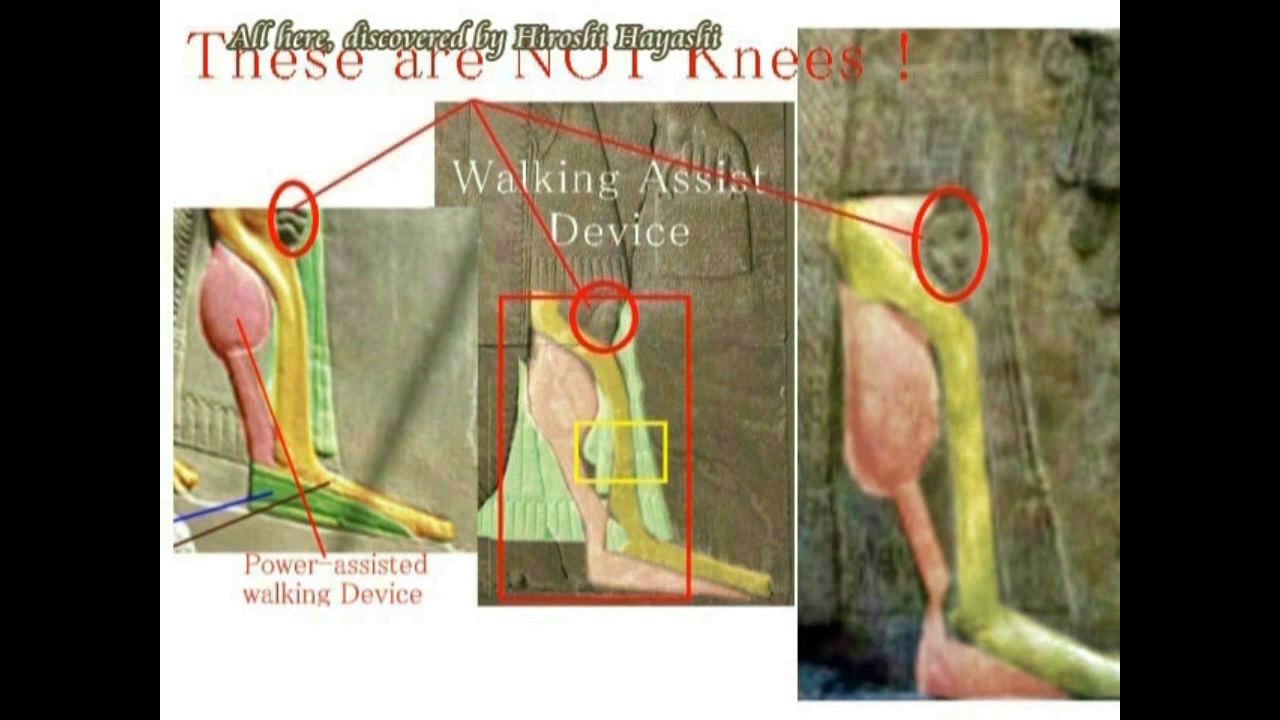 All here, discovered by Hiroshi Hayashi
These are NOT Knees !
Walking Assist
Device
Power-assisted
walking Device